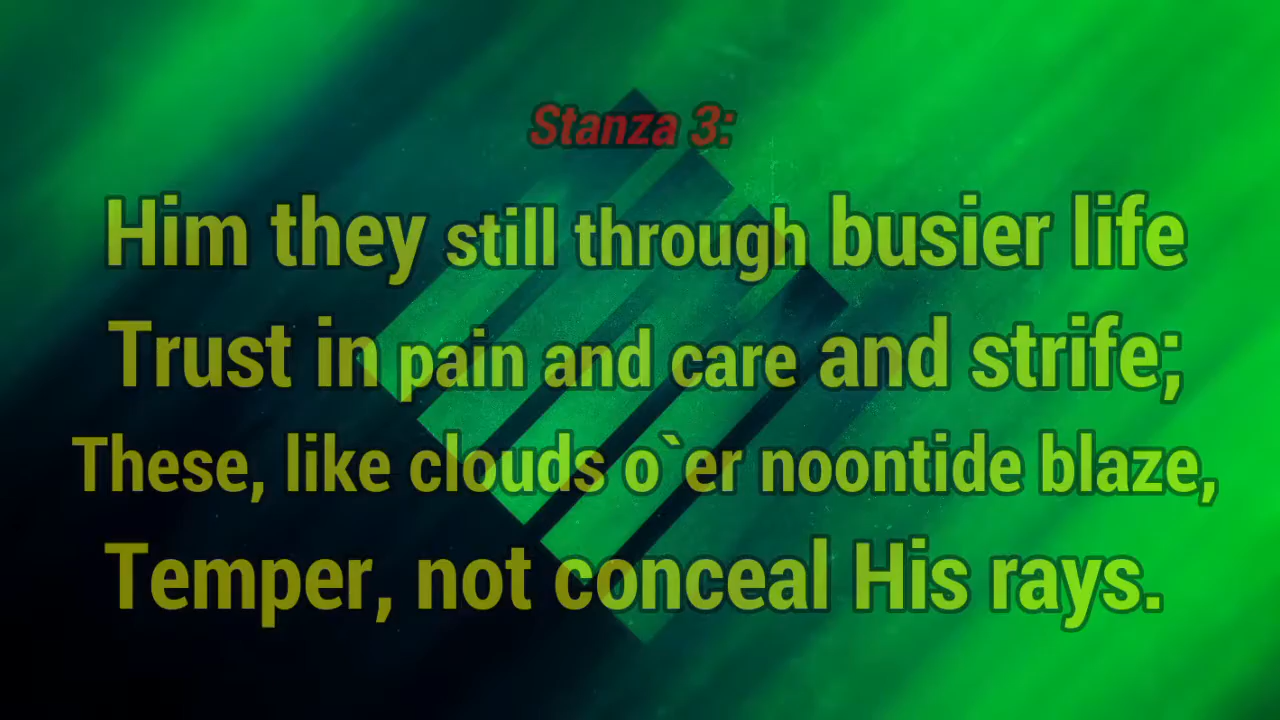 Stanza 3:
Him they still through busier life
Trust in pain and care and strife;
These, like clouds o`er noontide blaze,
Temper, not conceal His rays.